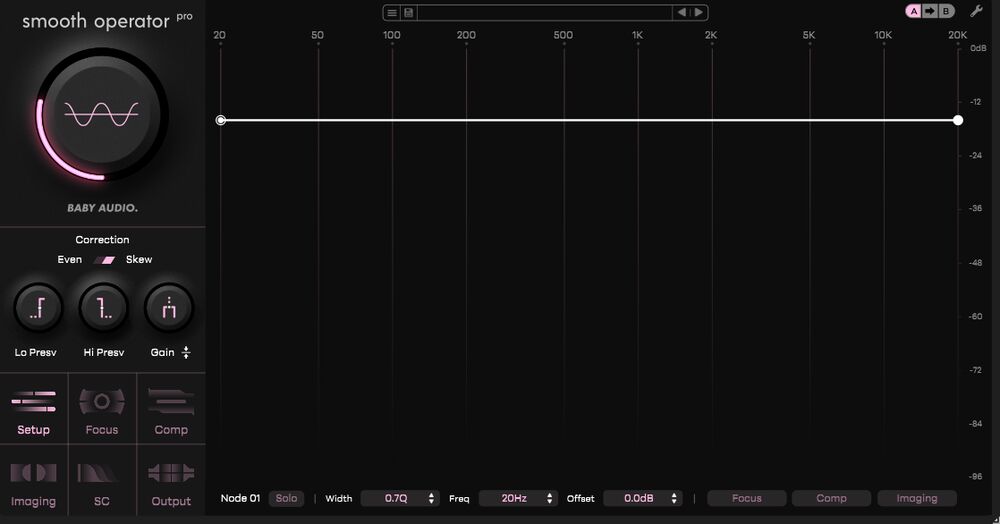 smooth operator pro
A B
20 50 100 200 500 1K 2K 5K 10K 20K
0dB
-12
-24
-36
-48
-60
-72
-84
-96
BABY AUDIO.
Correction
Even Skew
Lo Presv Hi Presv Gain
Setup Focus Comp
Imaging SC Output
Node 01 Solo Width 0.7Q Freq 20Hz Offset 0.0dB Focus Comp Imaging